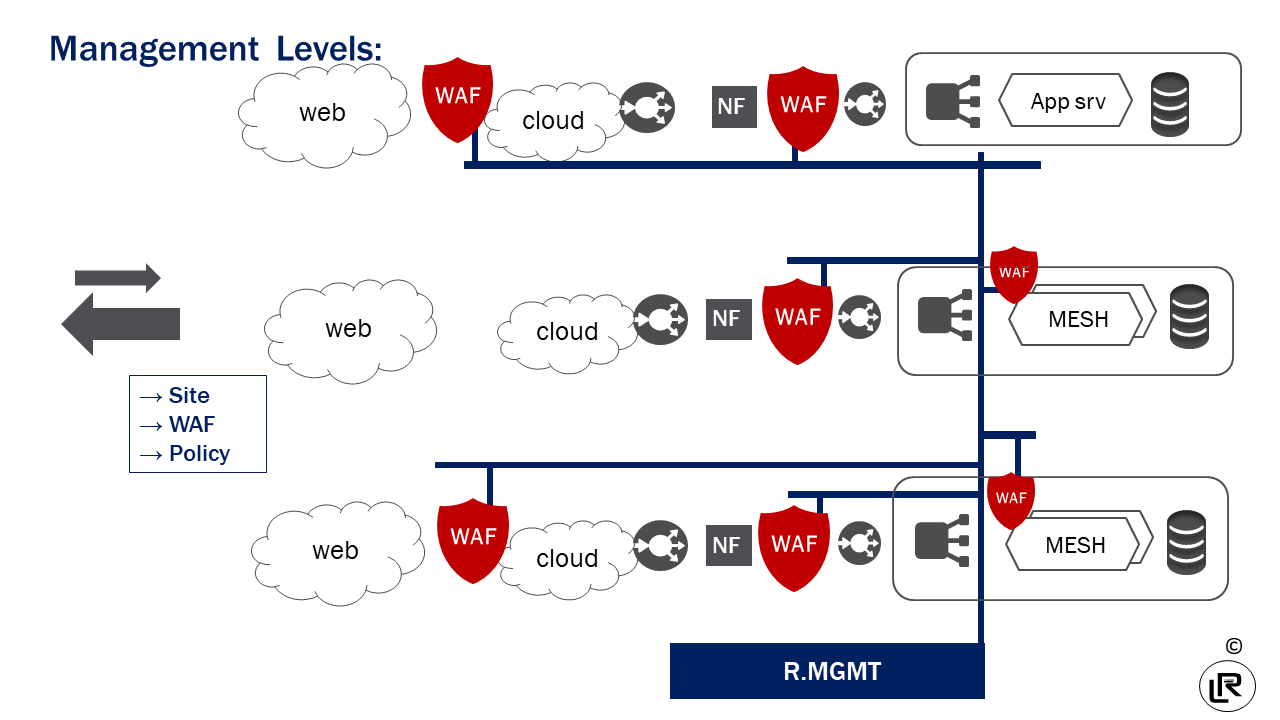 Management Levels:
web
WAF
cloud
NF
WAF
App srv
web
cloud
NF
WAF
WAF
MESH
→ Site
→ WAF
→ Policy
web
WAF
cloud
NF
WAF
WAF
MESH
R.MGMT
©
LR